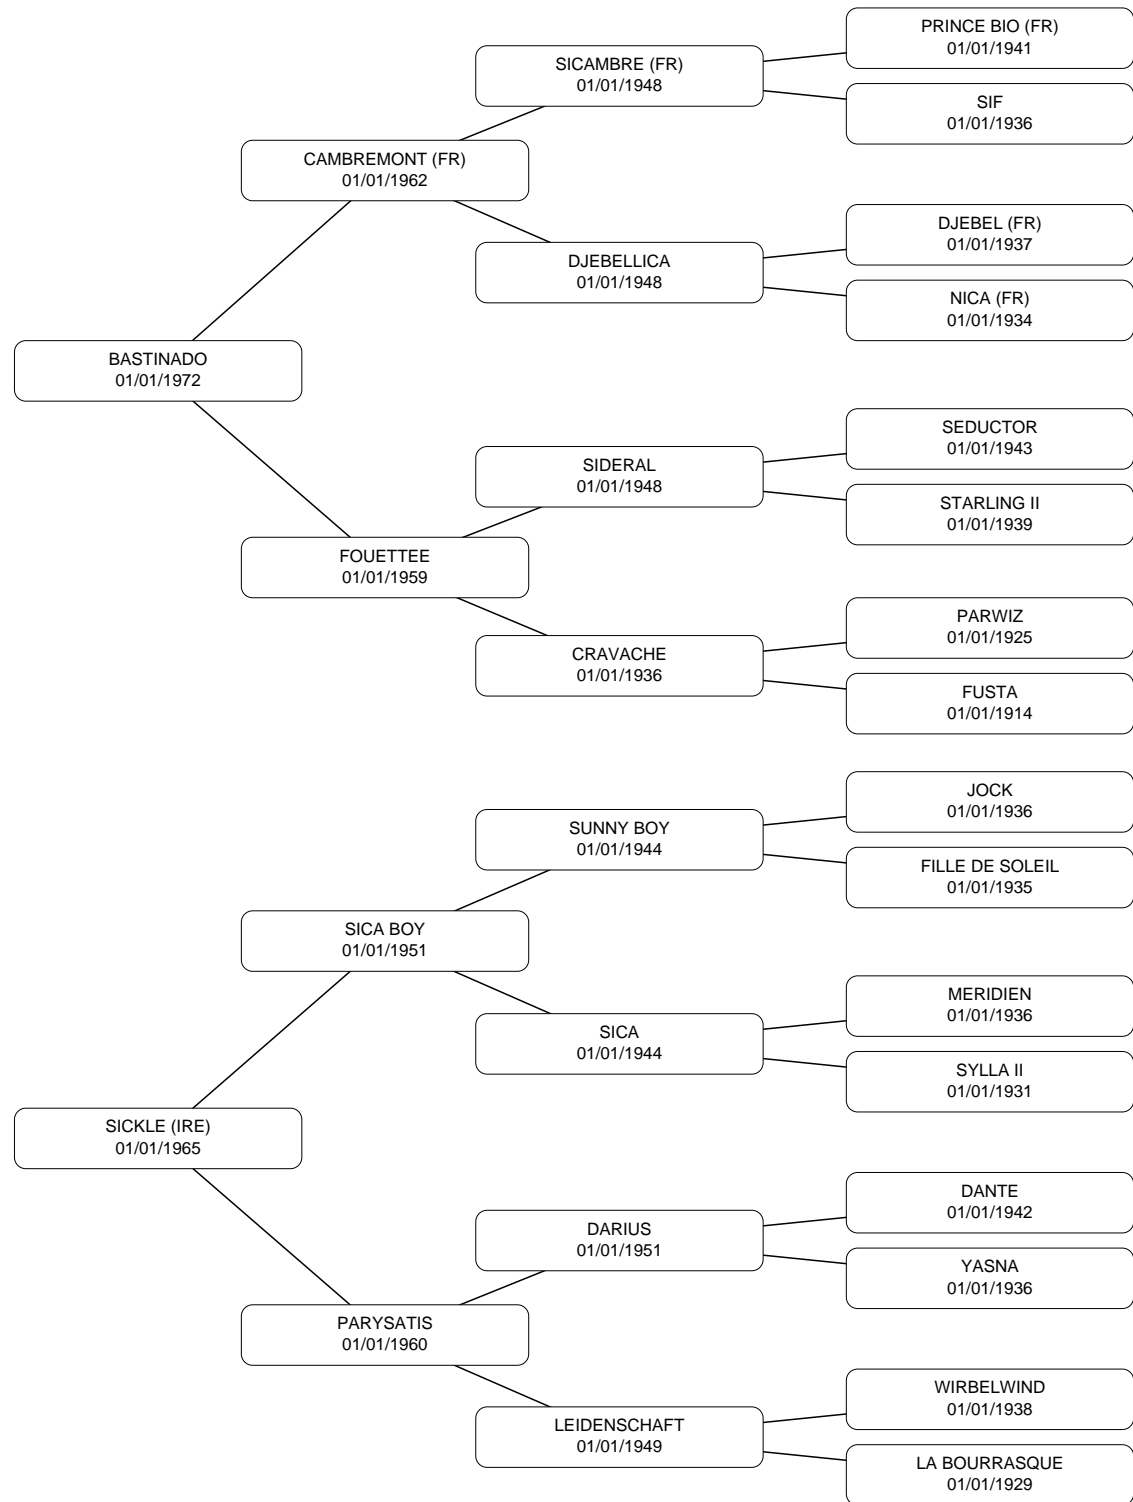 PRINCE BIO (FR)
01/01/1941
SICAMBRE (FR)
01/01/1948
SIF
01/01/1936
CAMBREMONT (FR)
01/01/1962
DJEBEL (FR)
01/01/1937
DJEBELLICA
01/01/1948
NICA (FR)
01/01/1934
BASTINADO
01/01/1972
SEDUCTOR
01/01/1943
SIDERAL
01/01/1948
STARLING II
01/01/1939
FOUETTEE
01/01/1959
PARWIZ
01/01/1925
CRAVACHE
01/01/1936
FUSTA
01/01/1914
JOCK
01/01/1936
SUNNY BOY
01/01/1944
FILLE DE SOLEIL
01/01/1935
SICA BOY
01/01/1951
MERIDIEN
01/01/1936
SICA
01/01/1944
SYLLA II
01/01/1931
SICKLE (IRE)
01/01/1965
DANTE
01/01/1942
DARIUS
01/01/1951
YASNA
01/01/1936
PARYSATIS
01/01/1960
WIRBELWIND
01/01/1938
LEIDENSCHAFT
01/01/1949
LA BOURRASQUE
01/01/1929